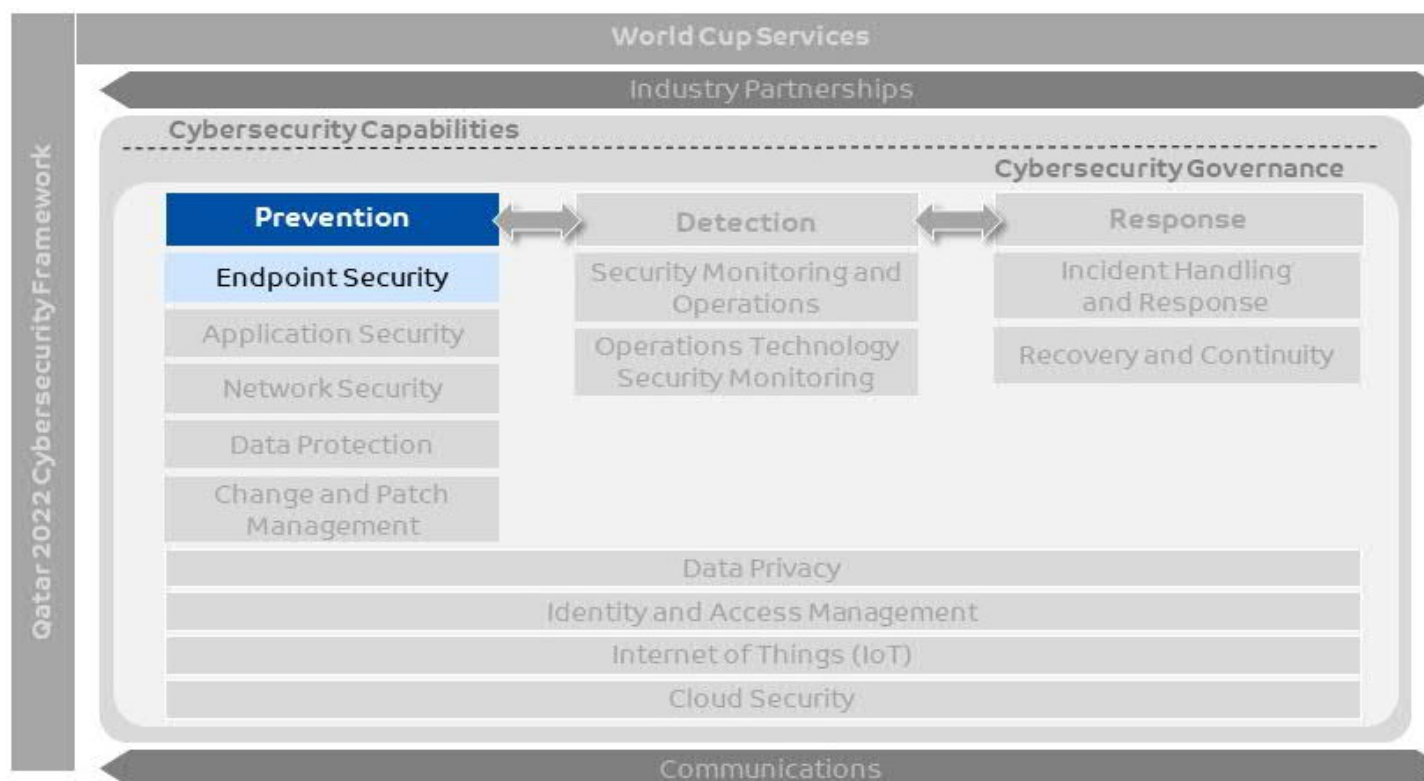 World Cup Services
Industry Partnerships
Qatar 2022 Cybersecurity Framework
Cybersecurity Capabilities
Cybersecurity Governance
Prevention
Endpoint Security
Application Security
Network Security
Data Protection
Change and Patch
Management
Detection
Security Monitoring and
Operations
Operations Technology
Security Monitoring
Response
Incident Handling
and Response
Recovery and Continuity
Data Privacy
Identity and Access Management
Internet of Things (IoT)
Cloud Security
Communications